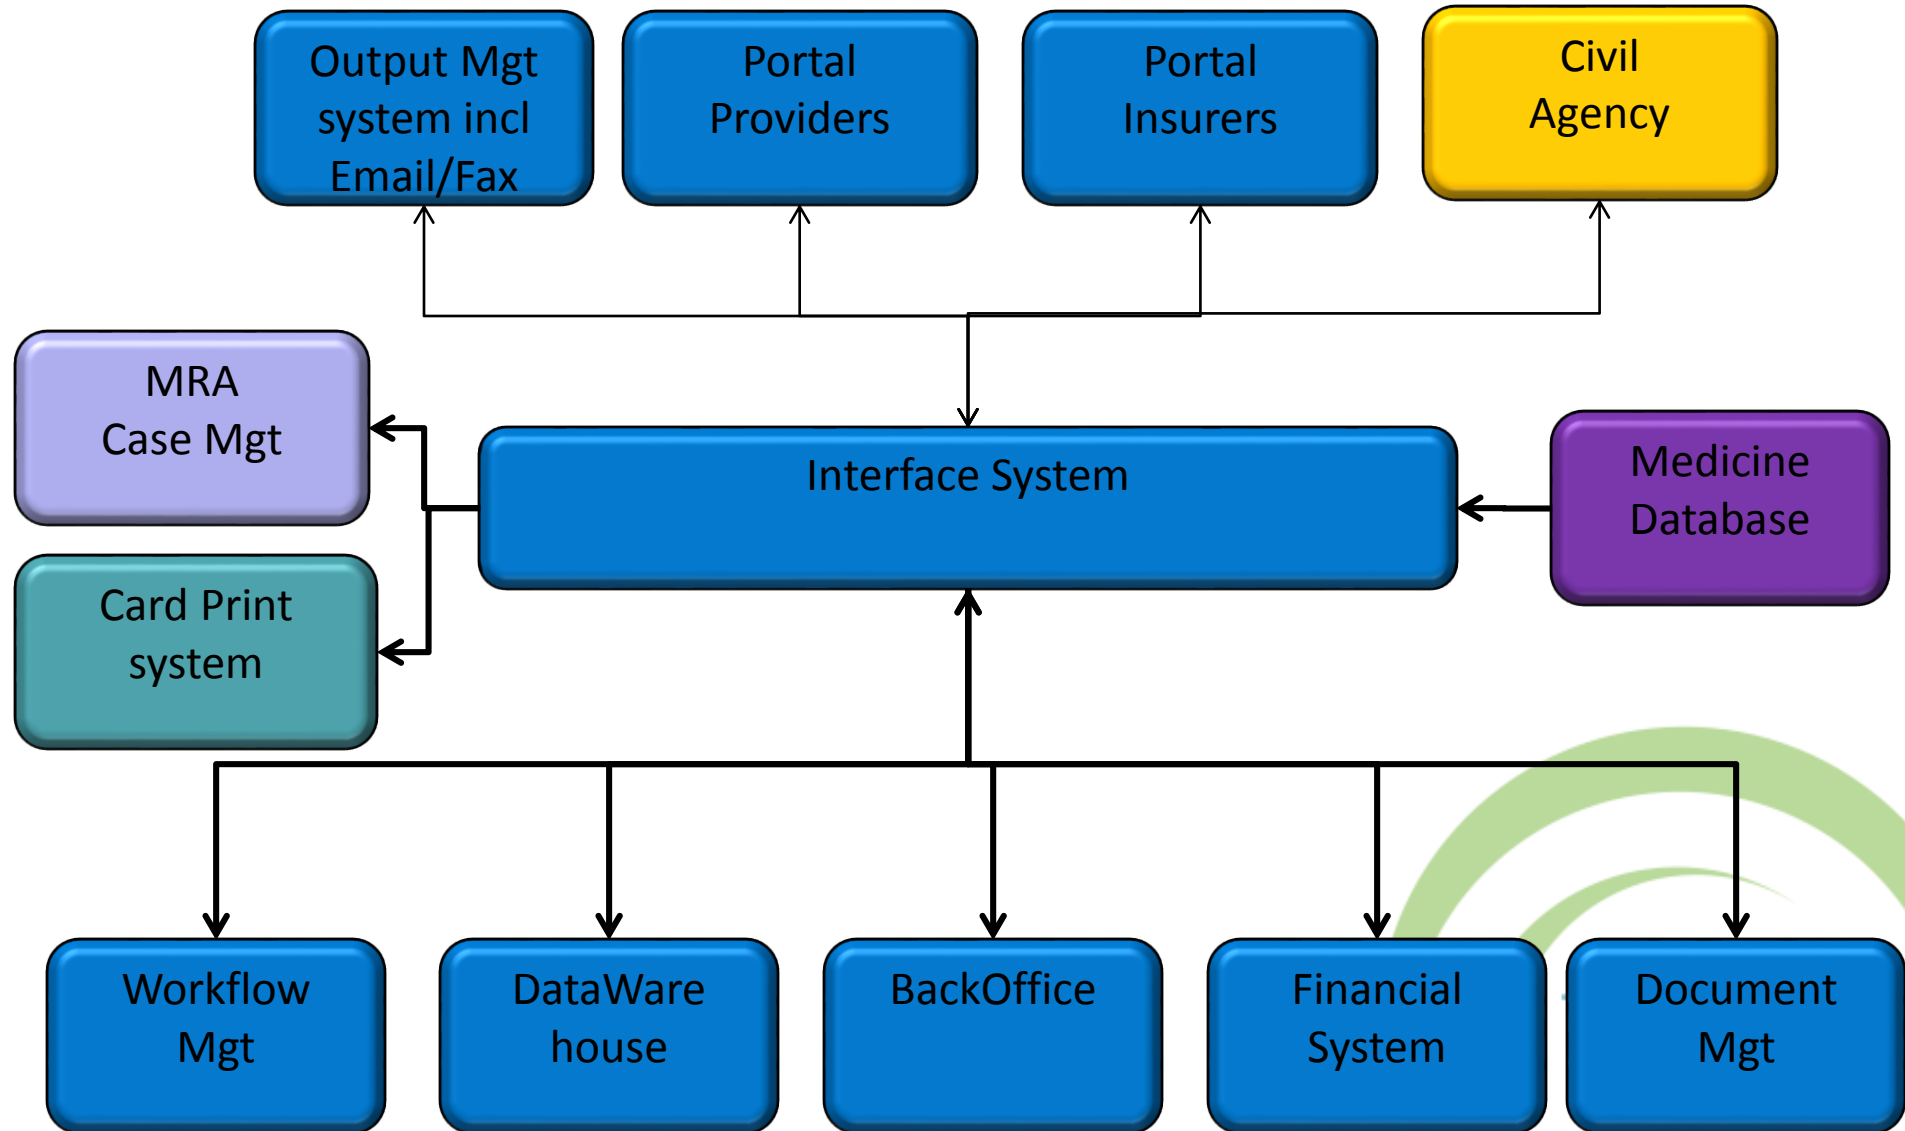 Output Mgt
system incl
Email/Fax
Portal
Providers
Portal
Insurers
Civil
Agency
MRA
Case Mgt
Interface System
Medicine
Database
Card Print
system
Workflow
Mgt
DataWare
house
BackOffice
Financial
System
Document
Mgt